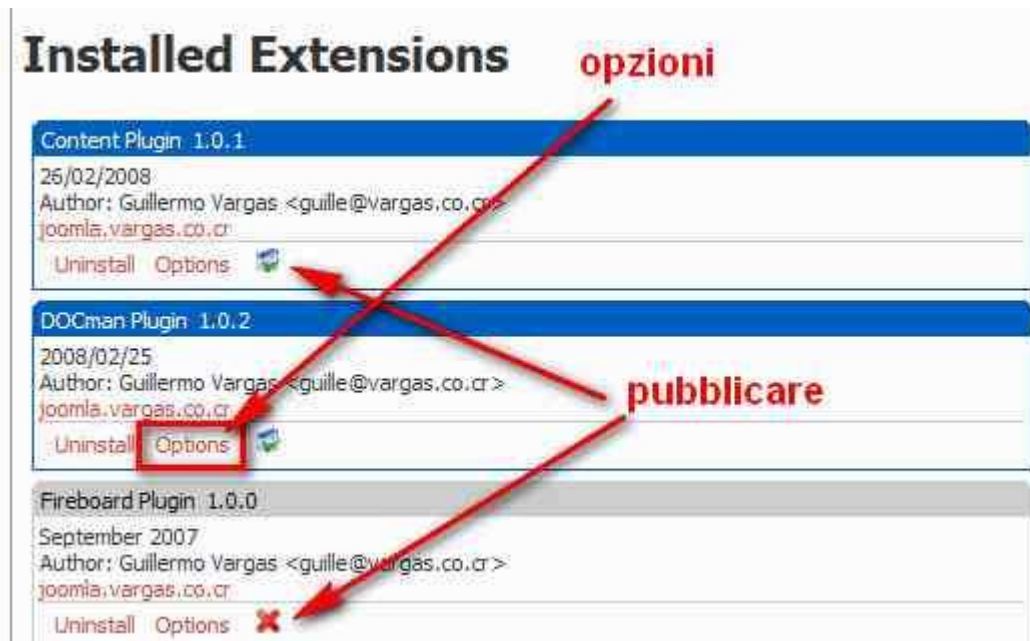 Installed Extensions
opzioni
Content Plugin 1.0.1
26/02/2008
Author: Guillermo Vargas <guille@vargas.co.cr>
joomla.vargas.co.cr
Uninstall Options
DOCman Plugin 1.0.2
2008/02/25
Author: Guillermo Vargas <guille@vargas.co.cr>
pubblicare
joomla.vargas.co.cr
Uninstall Options
Fireboard Plugin 1.0.0
September 2007
Author: Guillermo Vargas <guille@vargas.co.cr>
joomla.vargas.co.cr
Uninstall Options